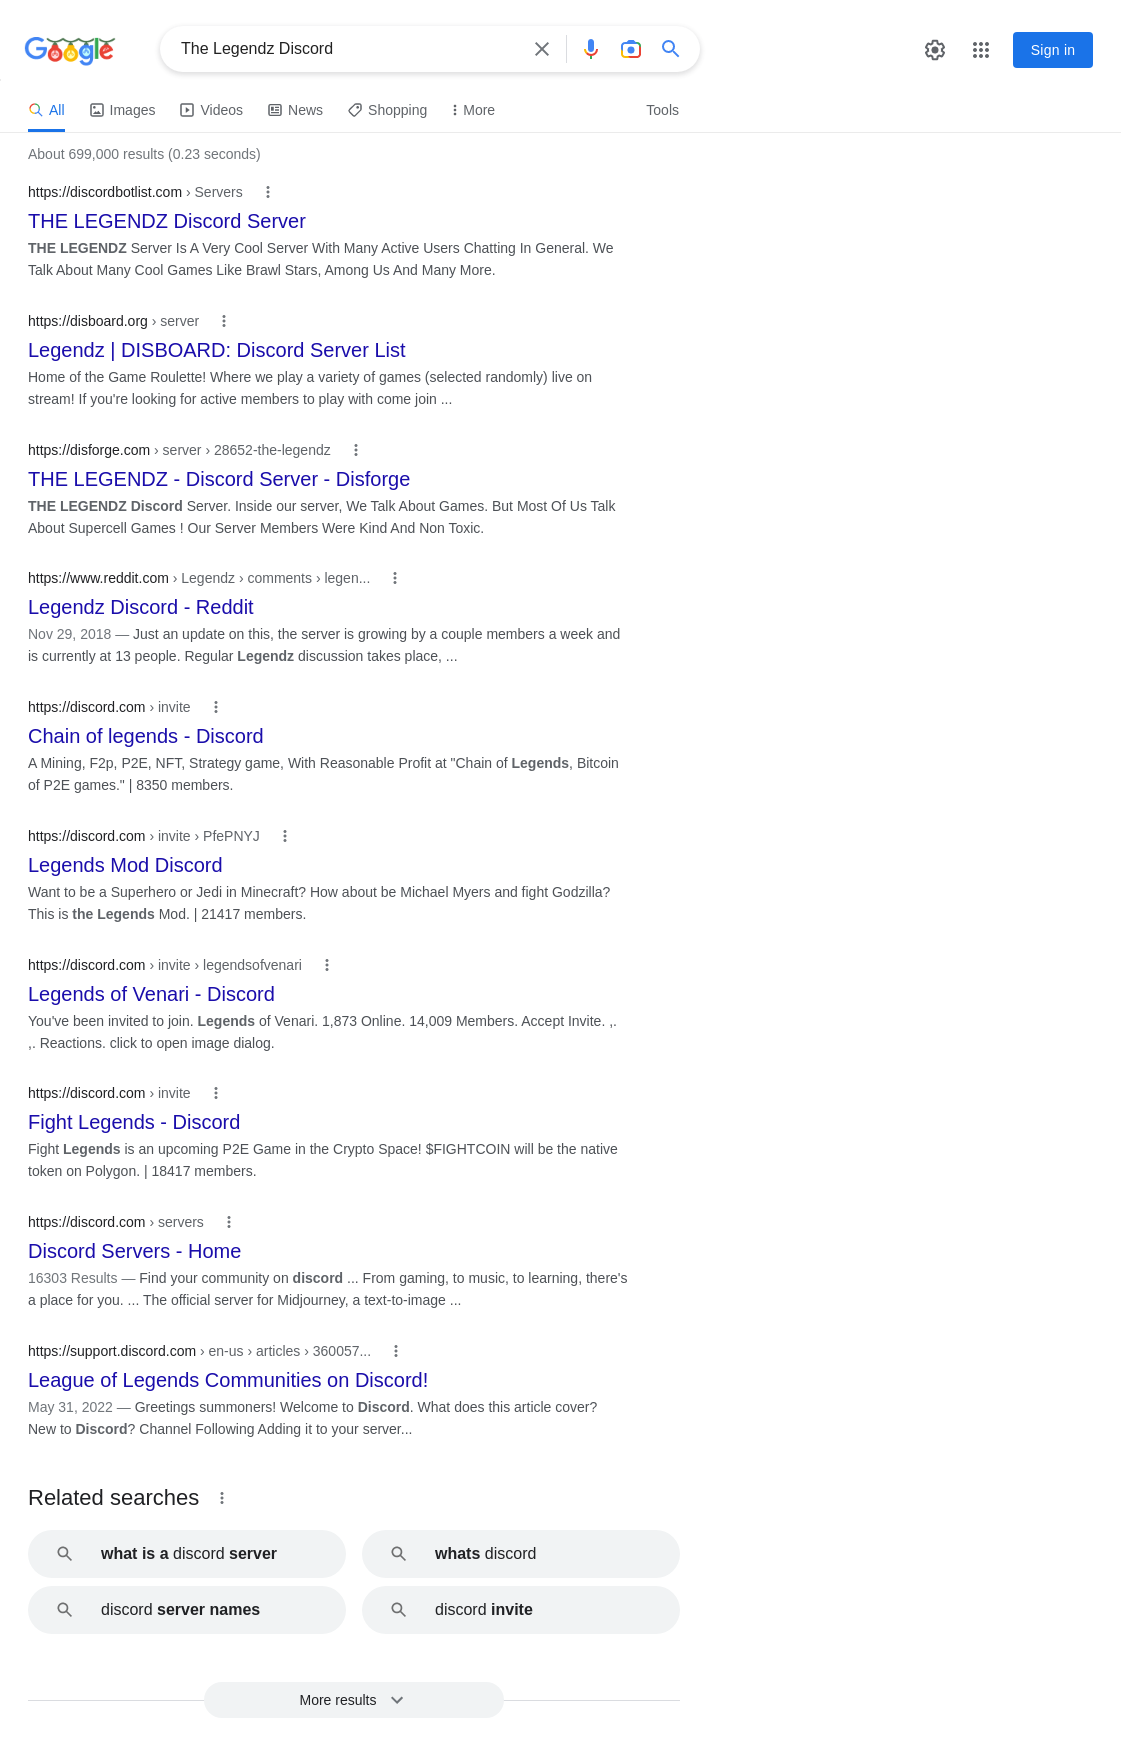 Google
The Legendz Discord
Sign in
All Images Videos News Shopping More Tools
About 699,000 results (0.23 seconds)
https://discordbotlist.com › Servers
THE LEGENDZ Discord Server
THE LEGENDZ Server Is A Very Cool Server With Many Active Users Chatting In General. We
Talk About Many Cool Games Like Brawl Stars, Among Us And Many More.
https://disboard.org › server
Legendz | DISBOARD: Discord Server List
Home of the Game Roulette! Where we play a variety of games (selected randomly) live on
stream! If you're looking for active members to play with come join ...
https://disforge.com › server › 28652-the-legendz
THE LEGENDZ - Discord Server - Disforge
THE LEGENDZ Discord Server. Inside our server, We Talk About Games. But Most Of Us Talk
About Supercell Games ! Our Server Members Were Kind And Non Toxic.
https://www.reddit.com › Legendz › comments › legen...
Legendz Discord - Reddit
Nov 29, 2018 — Just an update on this, the server is growing by a couple members a week and
is currently at 13 people. Regular Legendz discussion takes place, ...
https://discord.com › invite
Chain of legends - Discord
A Mining, F2p, P2E, NFT, Strategy game, With Reasonable Profit at "Chain of Legends, Bitcoin
of P2E games." | 8350 members.
https://discord.com › invite › PfePNYJ
Legends Mod Discord
Want to be a Superhero or Jedi in Minecraft? How about be Michael Myers and fight Godzilla?
This is the Legends Mod. | 21417 members.
https://discord.com › invite › legendsofvenari
Legends of Venari - Discord
You've been invited to join. Legends of Venari. 1,873 Online. 14,009 Members. Accept Invite. ,.
,. Reactions. click to open image dialog.
https://discord.com › invite
Fight Legends - Discord
Fight Legends is an upcoming P2E Game in the Crypto Space! $FIGHTCOIN will be the native
token on Polygon. | 18417 members.
https://discord.com › servers
Discord Servers - Home
16303 Results — Find your community on discord ... From gaming, to music, to learning, there's
a place for you. ... The official server for Midjourney, a text-to-image ...
https://support.discord.com › en-us › articles › 360057...
League of Legends Communities on Discord!
May 31, 2022 — Greetings summoners! Welcome to Discord. What does this article cover?
New to Discord? Channel Following Adding it to your server...
Related searches
what is a discord server
whats discord
discord server names
discord invite
More results